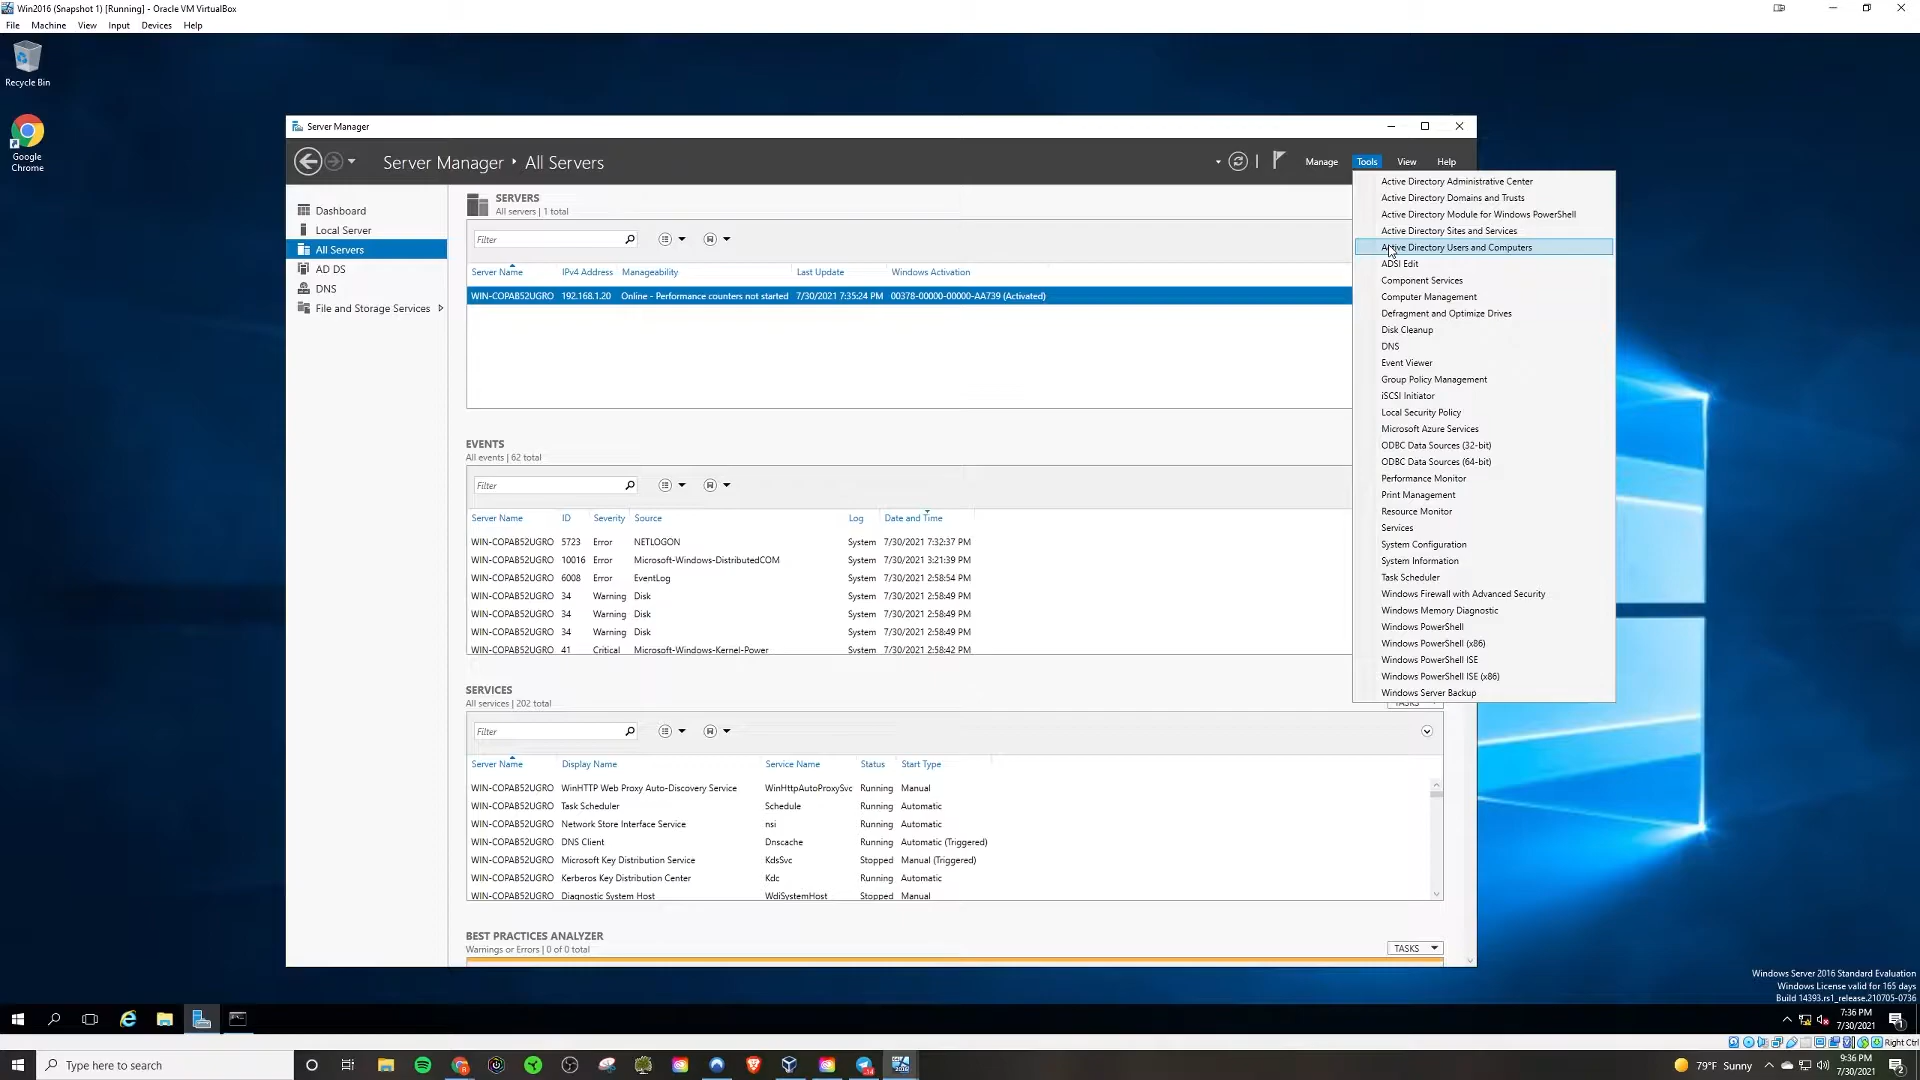 Win2016 (Snapshot 1) [Running] - Oracle VM VirtualBox
File Machine View Input Devices Help
Recycle Bin
Google
Chrome
Server Manager
Server Manager ‣ All Servers
Manage Tools View Help
Dashboard
Local Server
All Servers
AD DS
DNS
File and Storage Services
SERVERS
All servers | 1 total
Filter
Server Name IPv4 Address Manageability Last Update Windows Activation
WIN-COPAB52UGRO 192.168.1.20 Online - Performance counters not started 7/30/2021 7:35:24 PM 00378-00000-00000-AA739 (Activated)
EVENTS
All events | 62 total
Filter
Server Name ID Severity Source Log Date and Time
WIN-COPAB52UGRO 5723 Error NETLOGON System 7/30/2021 7:32:37 PM
WIN-COPAB52UGRO 10016 Error Microsoft-Windows-DistributedCOM System 7/30/2021 3:21:39 PM
WIN-COPAB52UGRO 6008 Error EventLog System 7/30/2021 2:58:54 PM
WIN-COPAB52UGRO 34 Warning Disk System 7/30/2021 2:58:49 PM
WIN-COPAB52UGRO 34 Warning Disk System 7/30/2021 2:58:49 PM
WIN-COPAB52UGRO 34 Warning Disk System 7/30/2021 2:58:49 PM
WIN-COPAB52UGRO 41 Critical Microsoft-Windows-Kernel-Power System 7/30/2021 2:58:42 PM
SERVICES
All services | 202 total
TASKS
Filter
Server Name Display Name Service Name Status Start Type
WIN-COPAB52UGRO WinHTTP Web Proxy Auto-Discovery Service WinHttpAutoProxySvc Running Manual
WIN-COPAB52UGRO Task Scheduler Schedule Running Automatic
WIN-COPAB52UGRO Network Store Interface Service nsi Running Automatic
WIN-COPAB52UGRO DNS Client Dnscache Running Automatic (Triggered)
WIN-COPAB52UGRO Microsoft Key Distribution Service KdsSvc Stopped Manual (Triggered)
WIN-COPAB52UGRO Kerberos Key Distribution Center Kdc Running Automatic
WIN-COPAB52UGRO Diagnostic System Host WdiSystemHost Stopped Manual
BEST PRACTICES ANALYZER
Warnings or Errors | 0 of 0 total
TASKS
Active Directory Administrative Center
Active Directory Domains and Trusts
Active Directory Module for Windows PowerShell
Active Directory Sites and Services
Active Directory Users and Computers
ADSI Edit
Component Services
Computer Management
Defragment and Optimize Drives
Disk Cleanup
DNS
Event Viewer
Group Policy Management
iSCSI Initiator
Local Security Policy
Microsoft Azure Services
ODBC Data Sources (32-bit)
ODBC Data Sources (64-bit)
Performance Monitor
Print Management
Resource Monitor
Services
System Configuration
System Information
Task Scheduler
Windows Firewall with Advanced Security
Windows Memory Diagnostic
Windows PowerShell
Windows PowerShell (x86)
Windows PowerShell ISE
Windows PowerShell ISE (x86)
Windows Server Backup
Windows Server 2016 Standard Evaluation
Windows License valid for 165 days
Build 14393.rs1_release.210705-0736
7:36 PM
7/30/2021
Right Ctrl
Type here to search
79°F Sunny
9:36 PM
7/30/2021